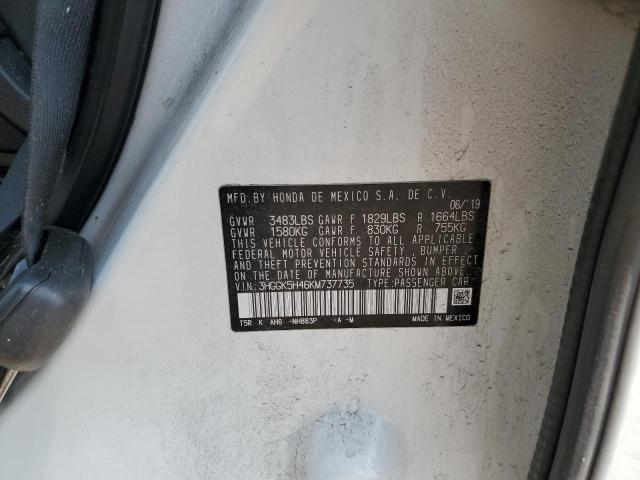 MFD.BY HONDA DE MEXICO S.A. DE C.V.
06/'19
GVWR 3483LBS GAWR F 1829LBS R 1664LBS
GVWR 1580KG GAWR F 830KG R 755KG
THIS VEHICLE CONFORMS TO ALL APPLICABLE
FEDERAL MOTOR VEHICLE SAFETY, BUMPER
AND THEFT PREVENTION STANDARDS IN EFFECT
ON THE DATE OF MANUFACTURE SHOWN ABOVE.
VIN:3HGGK5H46KM737735 TYPE:PASSENGER CAR
T5R K AH6 -NH883P -A -M MADE IN MEXICO